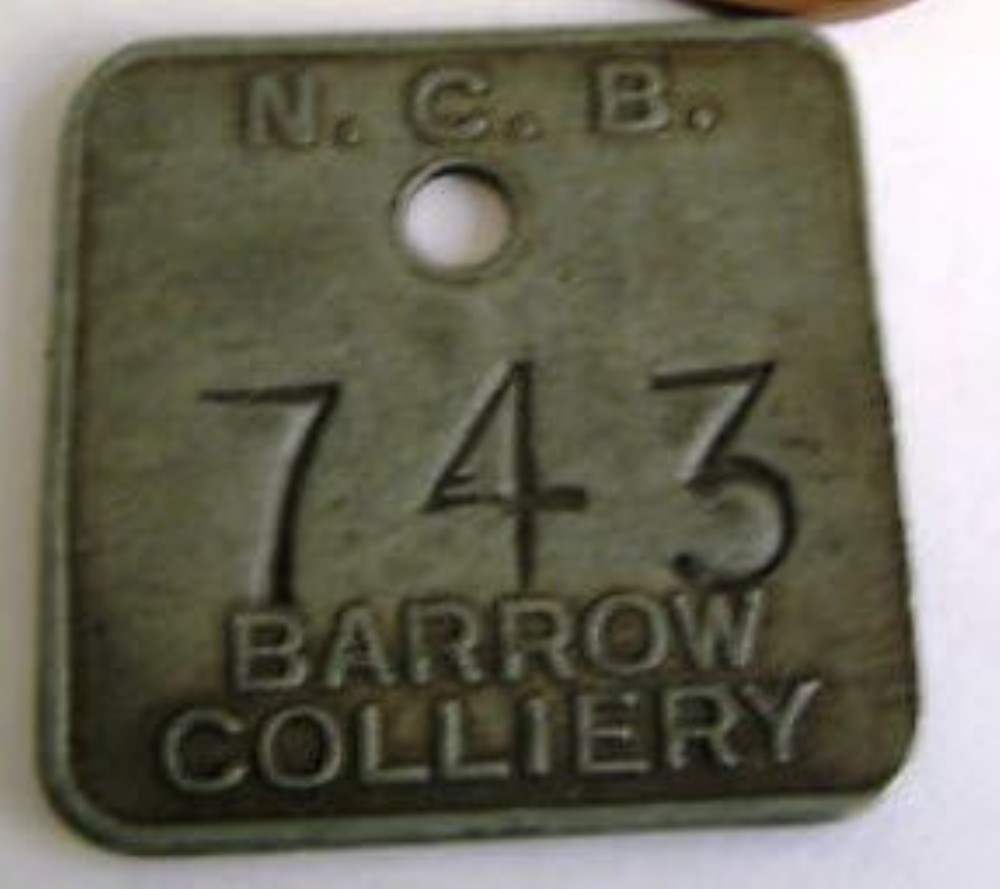 N. C. B.
743
BARROW
COLLIERY